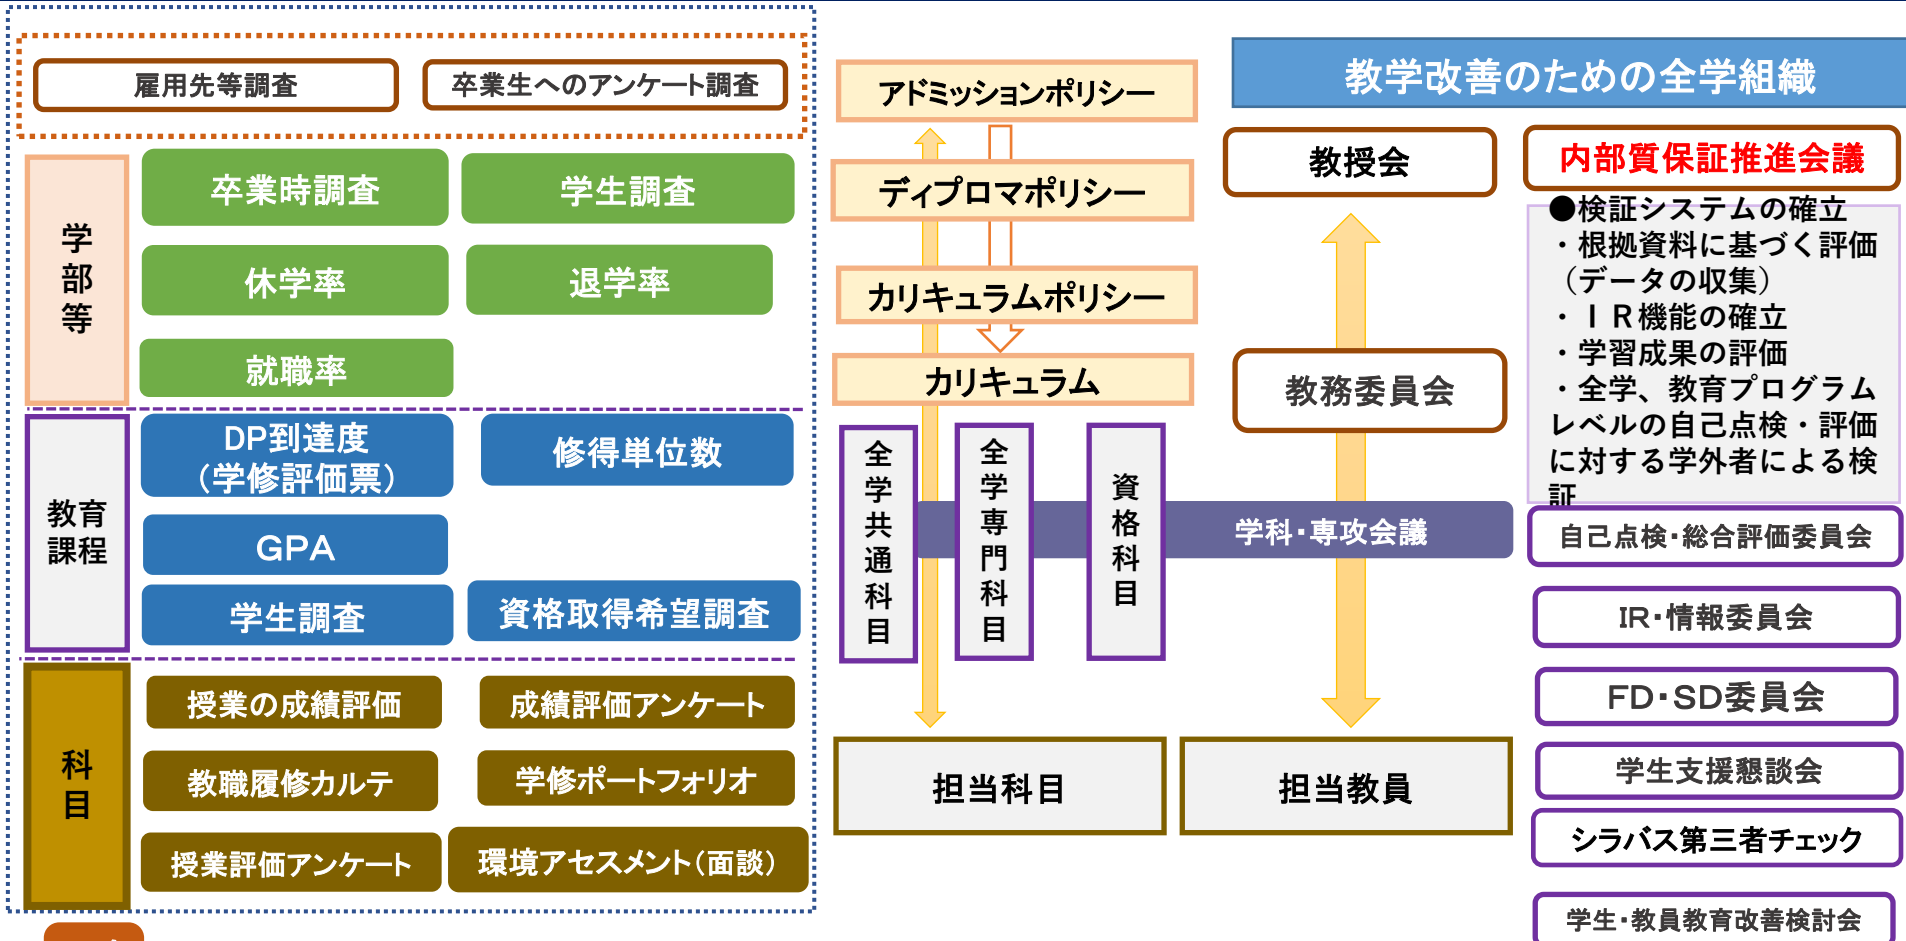 雇用先等調査
卒業生へのアンケート調査
学部等
卒業時調査
学生調査
休学率
退学率
就職率
教育
課程
DP到達度
(学修評価票)
修得単位数
GPA
学生調査
資格取得希望調査
科目
授業の成績評価
成績評価アンケート
教職履修カルテ
学修ポートフォリオ
授業評価アンケート
環境アセスメント(面談)
アドミッションポリシー
ディプロマポリシー
カリキュラムポリシー
カリキュラム
全学共通科目
全学専門科目
資格科目
学科・専攻会議
担当科目
担当教員
教学改善のための全学組織
教授会
教務委員会
内部質保証推進会議
●検証システムの確立
・根拠資料に基づく評価
(データの収集)
・ＩＲ機能の確立
・学習成果の評価
・全学、教育プログラム
レベルの自己点検・評価
に対する学外者による検
証
自己点検・総合評価委員会
IR・情報委員会
FD・SD委員会
学生支援懇談会
シラバス第三者チェック
学生・教員教育改善検討会